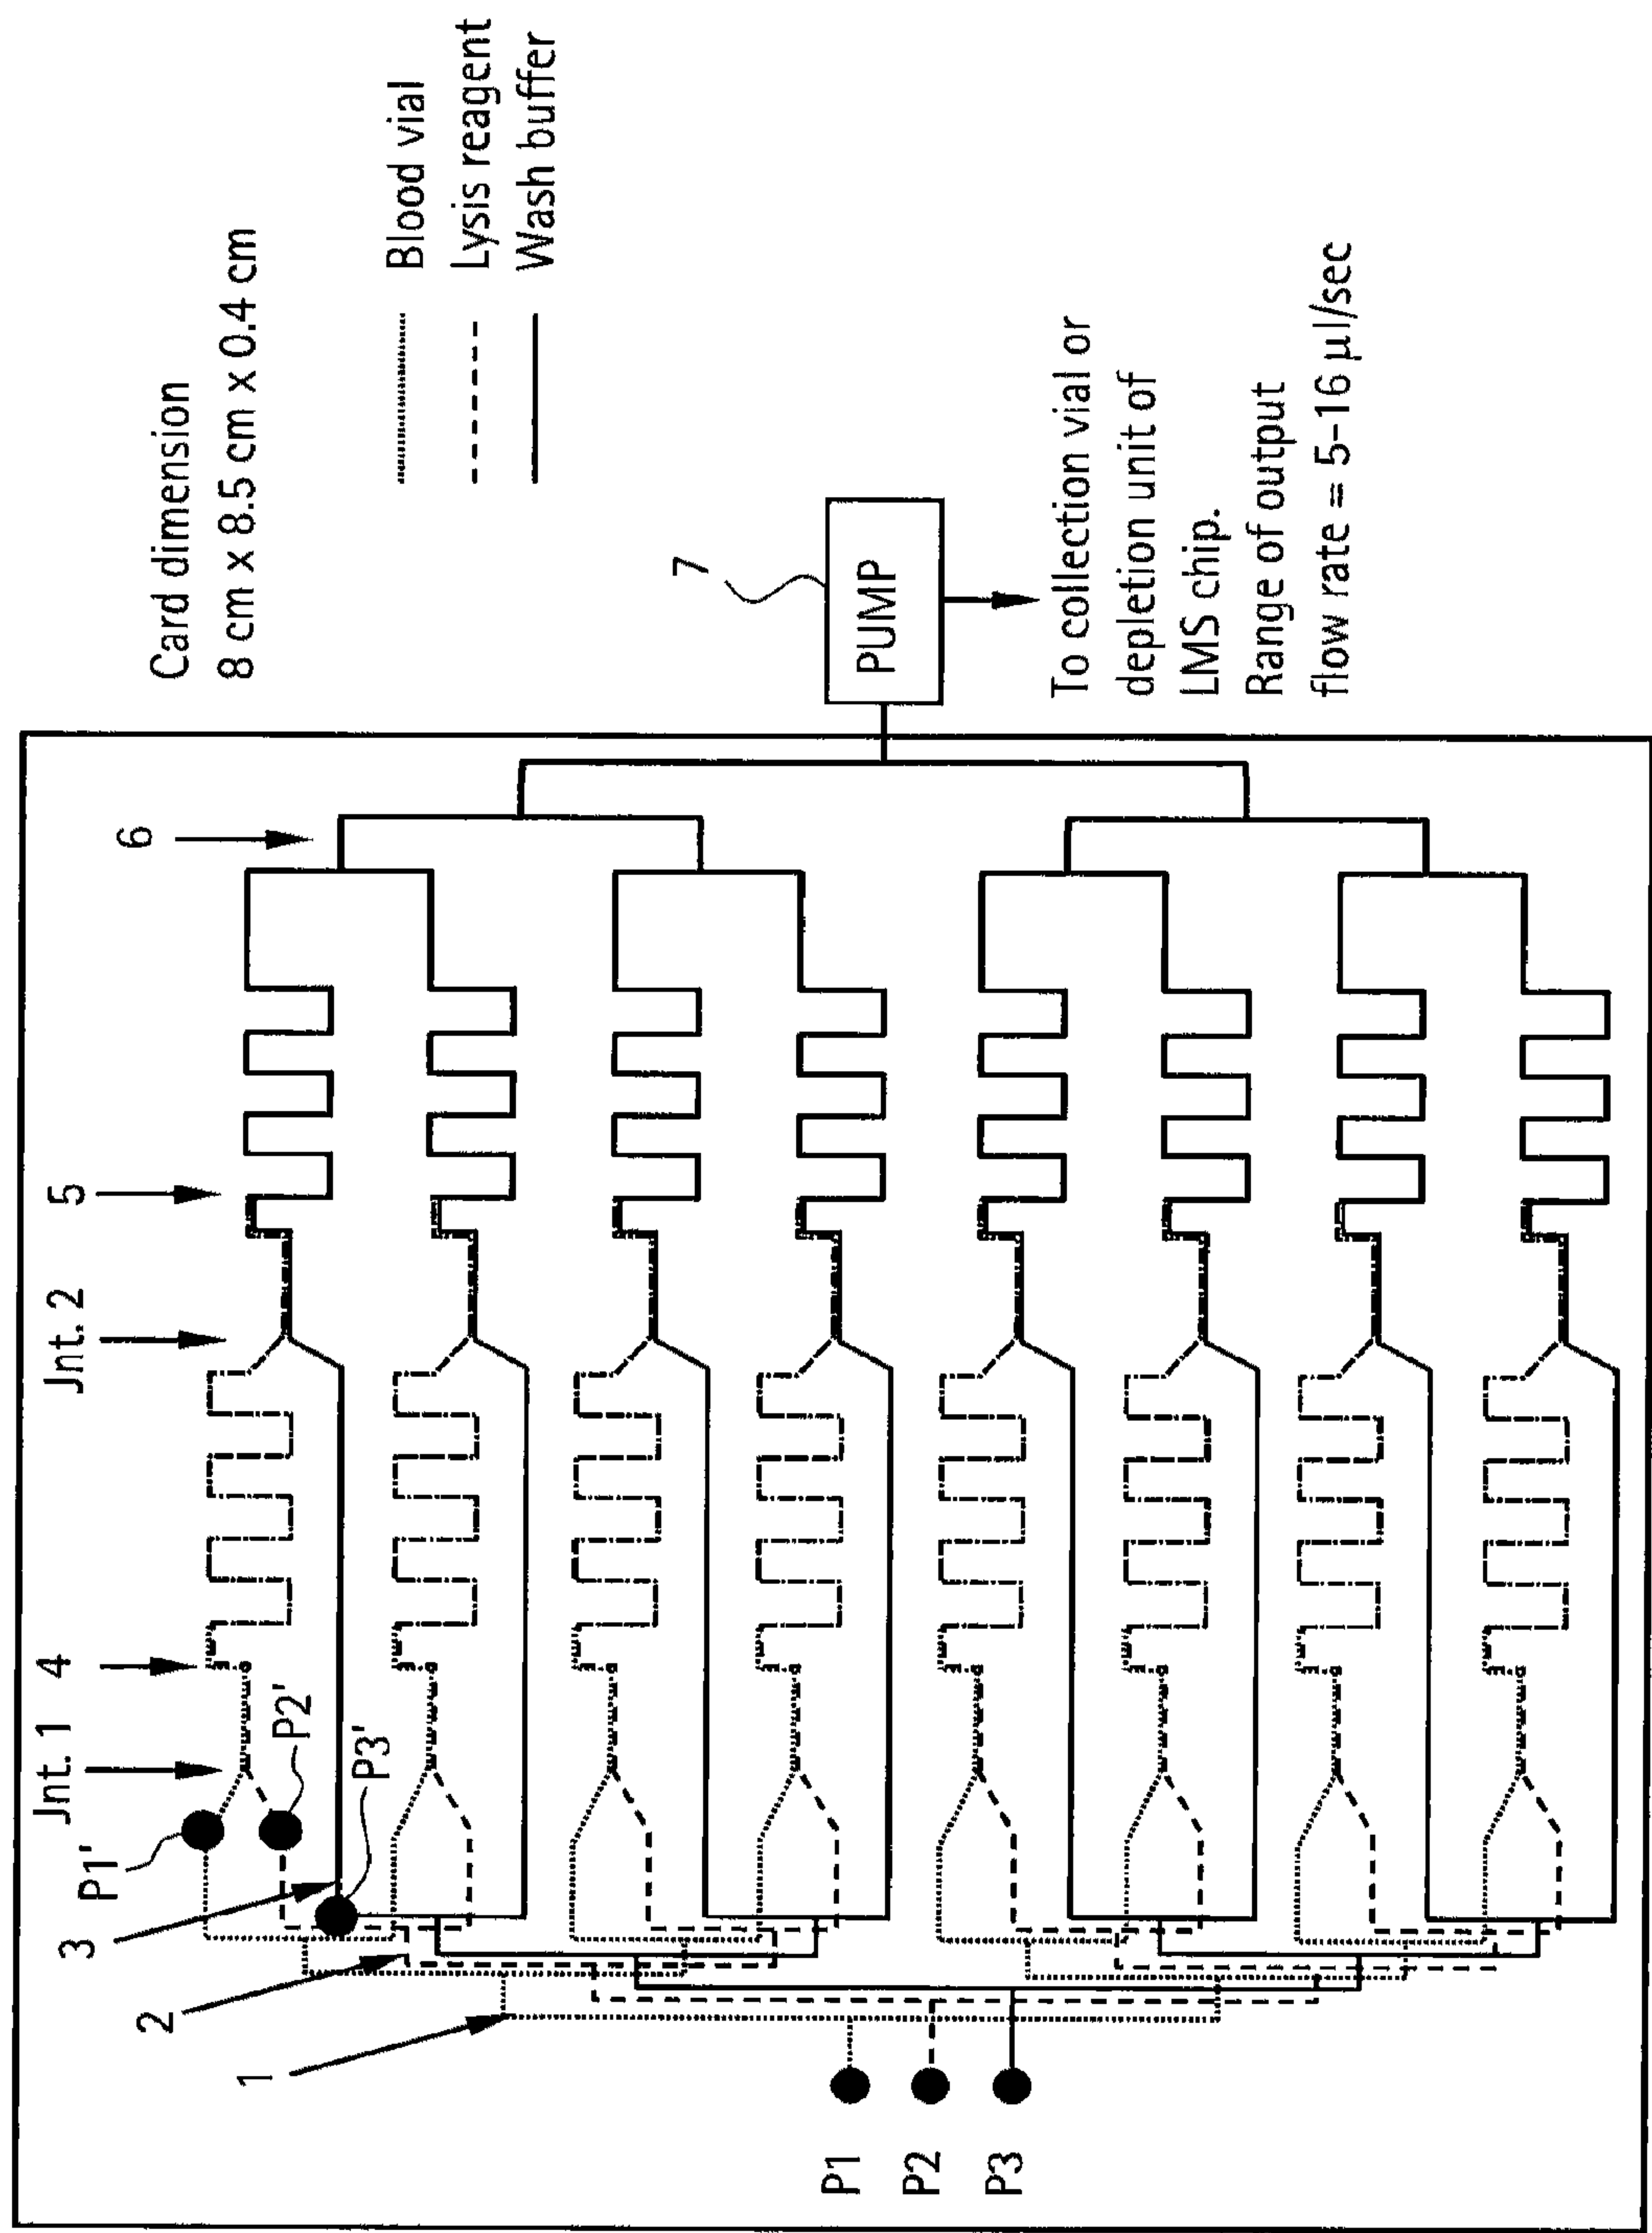 Card dimension
8 cm x 8.5 cm x 0.4 cm
Blood vial
Lysis reagent
Wash buffer
7
PUMP
To collection vial or
depletion unit of
LMS chip.
Range of output
flow rate = 5-16 µl/sec
6
5
Jnt. 2
4
Jnt. 1
P1'
P2'
P3'
3
2
1
P1
P2
P3